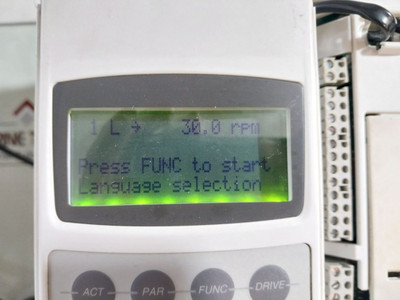 1 L → 30.0 rpm
Press FUNC to start
Language selection
ACT PAR FUNC DRIVE